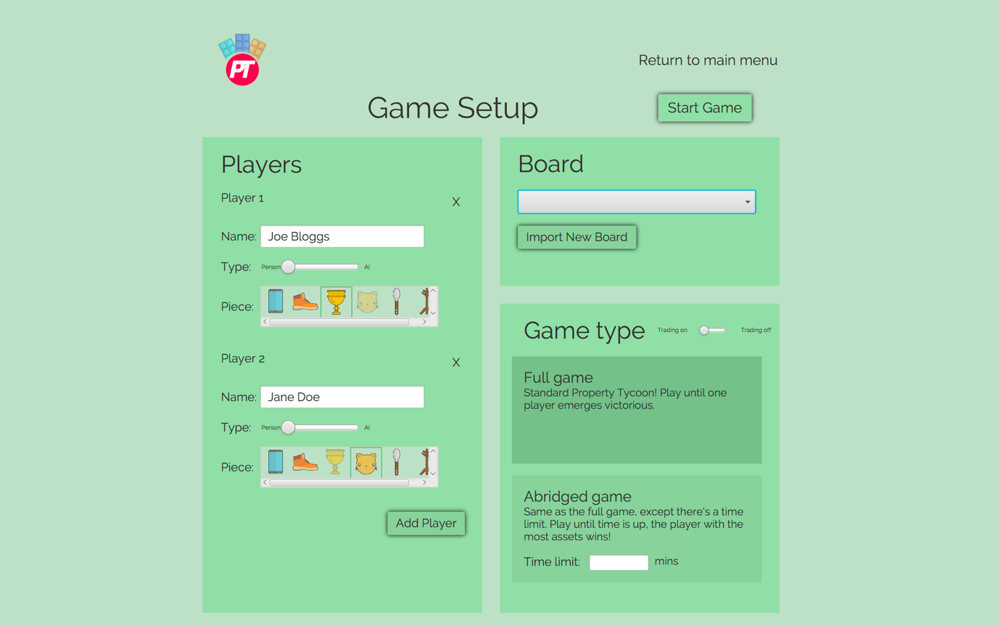 PT
Return to main menu
Game Setup
Start Game
Players
Player 1
X
Name: Joe Bloggs
Type: Person AI
Piece:
Player 2
X
Name: Jane Doe
Type: Person AI
Piece:
Add Player
Board
Import New Board
Game type Trading on Trading off
Full game
Standard Property Tycoon! Play until one
player emerges victorious.
Abridged game
Same as the full game, except there's a time
limit. Play until time is up, the player with the
most assets wins!
Time limit: mins